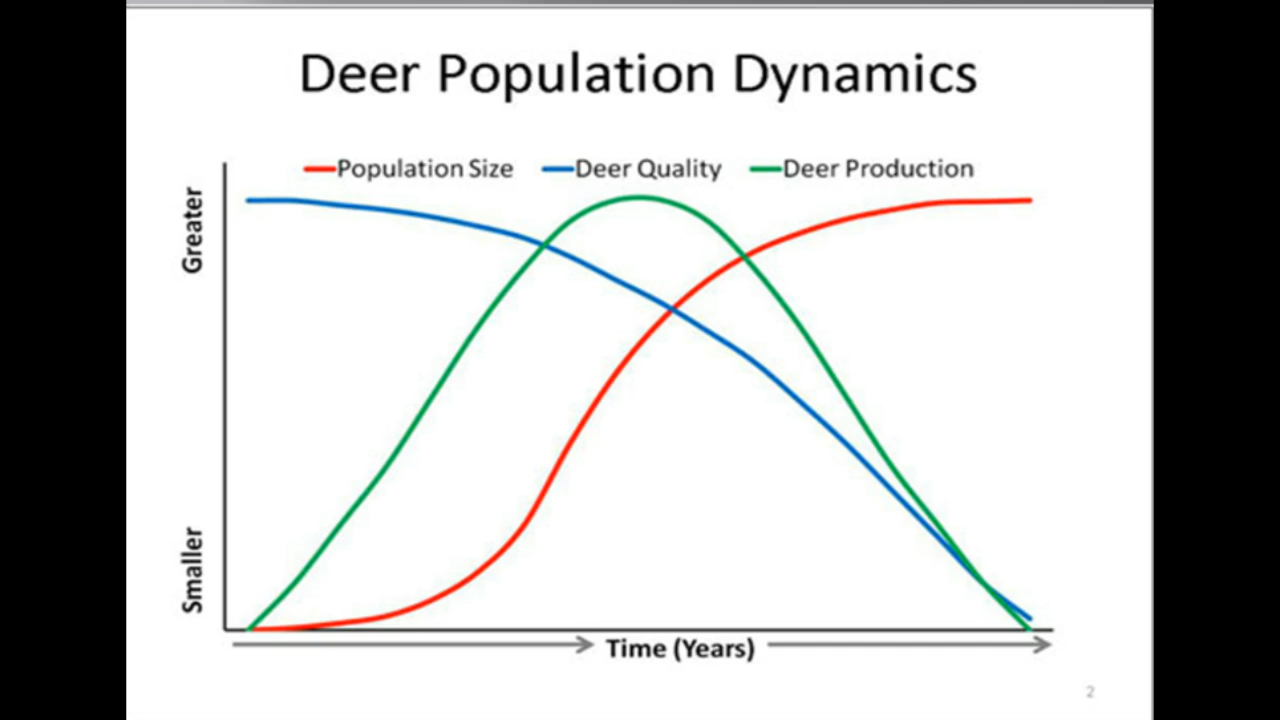 Deer Population Dynamics
Population Size Deer Quality Deer Production
Greater
Smaller
Time (Years)
2